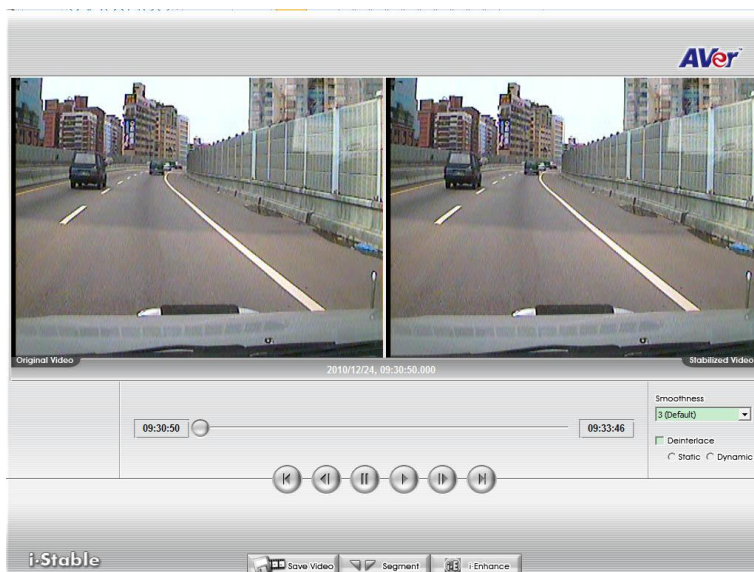 AVer
Original Video
Stabilized Video
2010/12/24, 09:30:50.000
09:30:50
09:33:46
Smoothness
3 (Default)
Deinterlace
Static
Dynamic
i-Stable
Save Video
Segment
i-Enhance